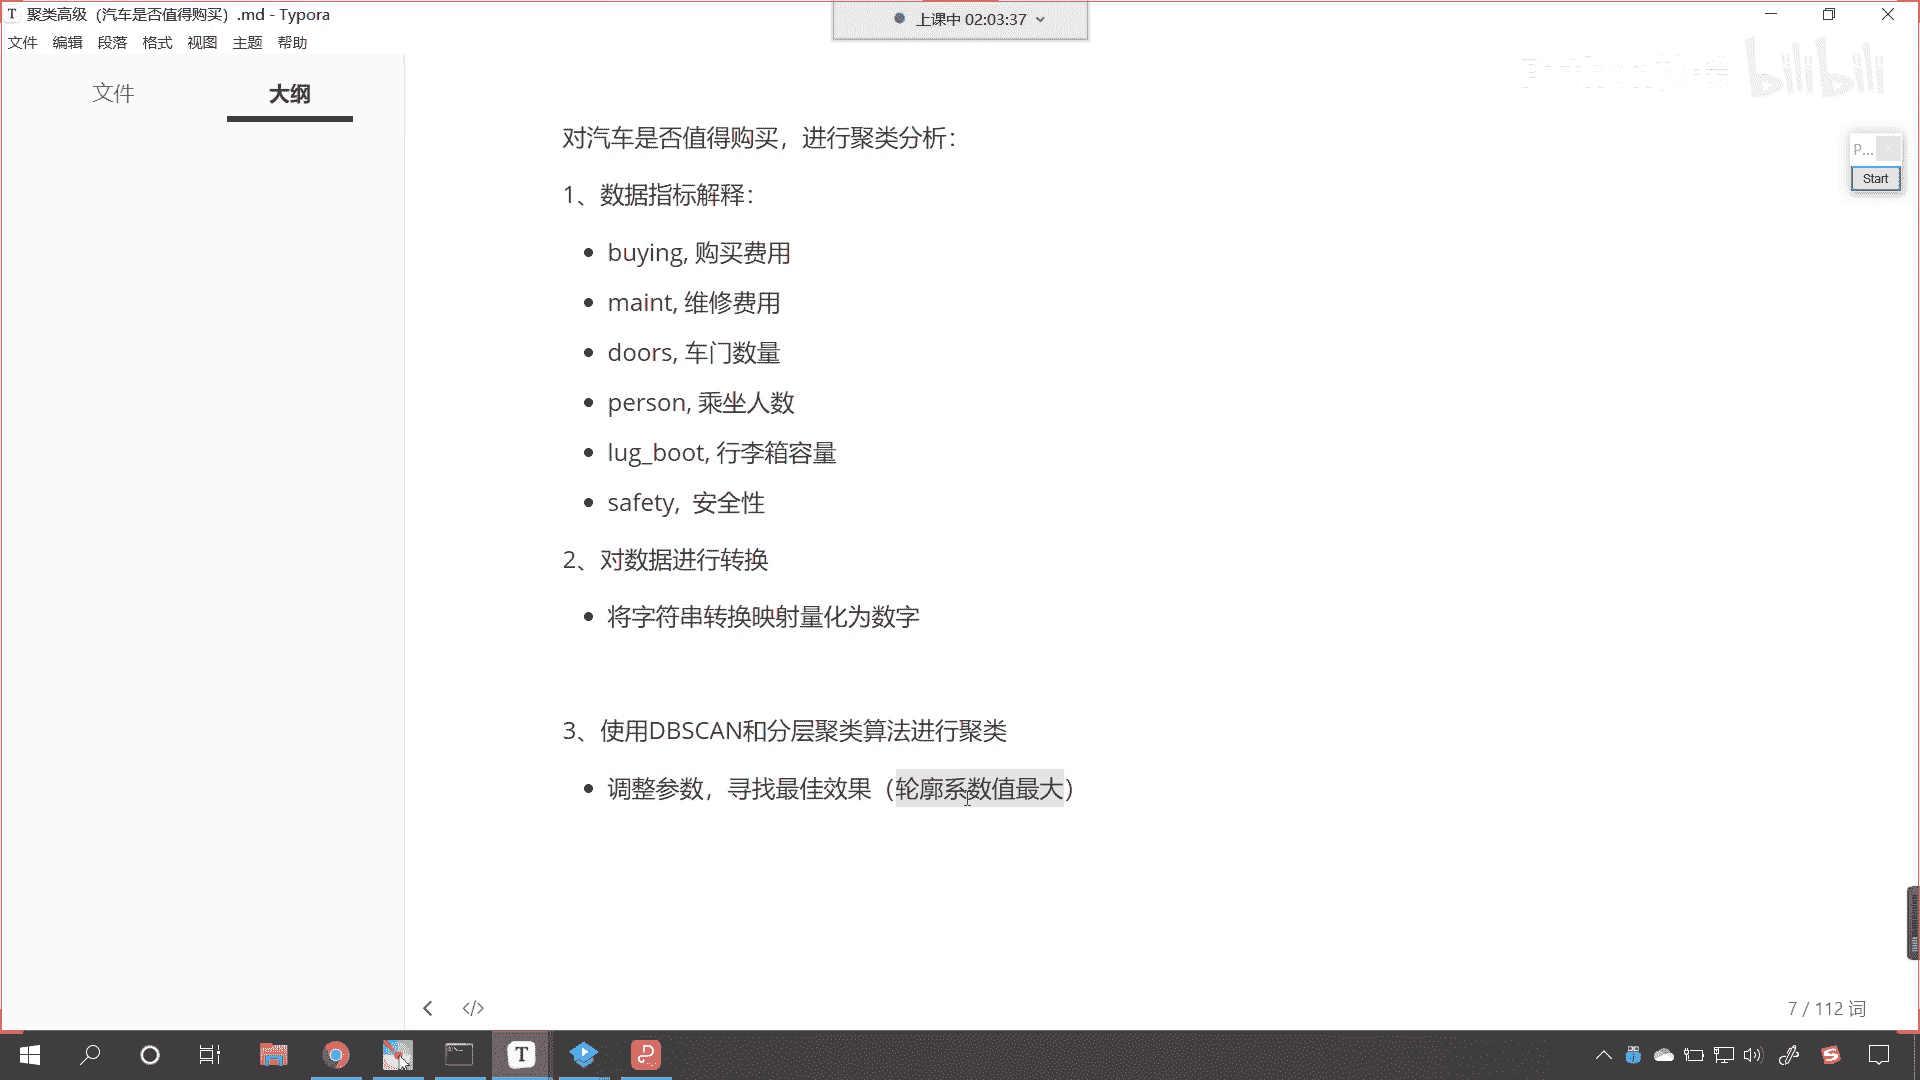 聚类高级（汽车是否值得购买）.md - Typora
上课中 02:03:37
文件 编辑 段落 格式 视图 主题 帮助
文件 大纲
bilibili
P...
Start
对汽车是否值得购买，进行聚类分析：
1、数据指标解释：
buying, 购买费用
maint, 维修费用
doors, 车门数量
person, 乘坐人数
lug_boot, 行李箱容量
safety, 安全性
2、对数据进行转换
将字符串转换映射量化为数字
3、使用DBSCAN和分层聚类算法进行聚类
调整参数，寻找最佳效果（轮廓系数值最大）
7 / 112 词